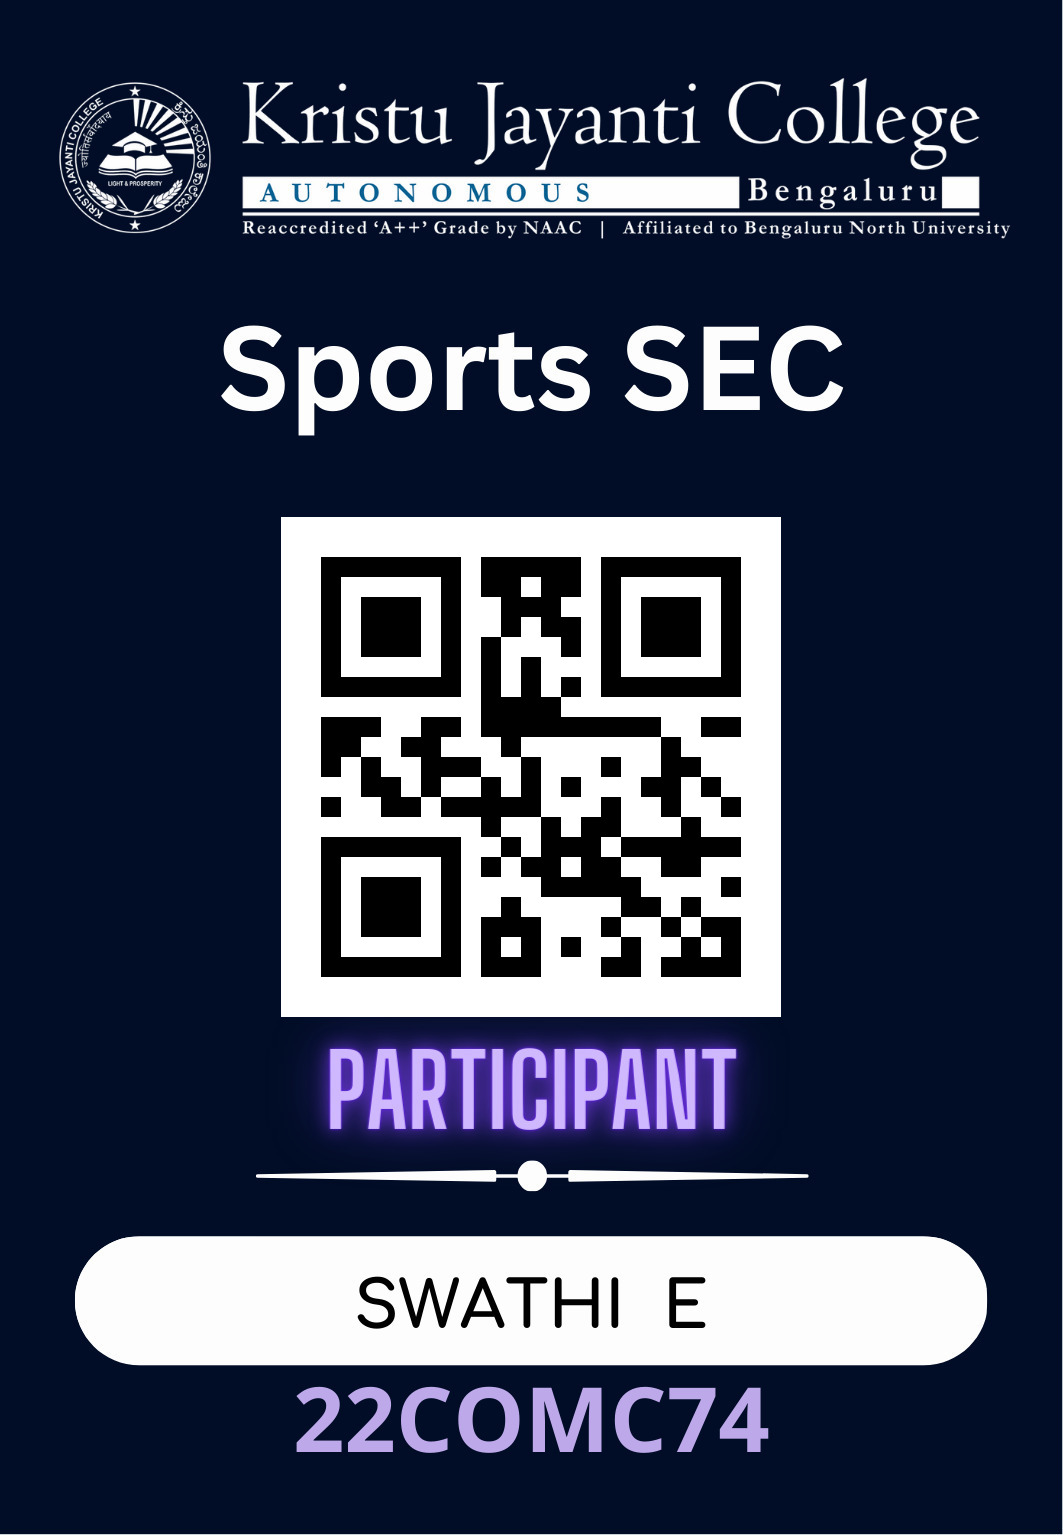 Kristu Jayanti College
AUTONOMOUS Bengaluru
Reaccredited ‘A++’ Grade by NAAC | Affiliated to Bengaluru North University
KRISTU JAYANTI COLLEGE
LIGHT & PROSPERITY
Sports SEC
PARTICIPANT
SWATHI E
22COMC74